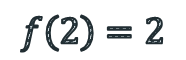 f(2) = 2